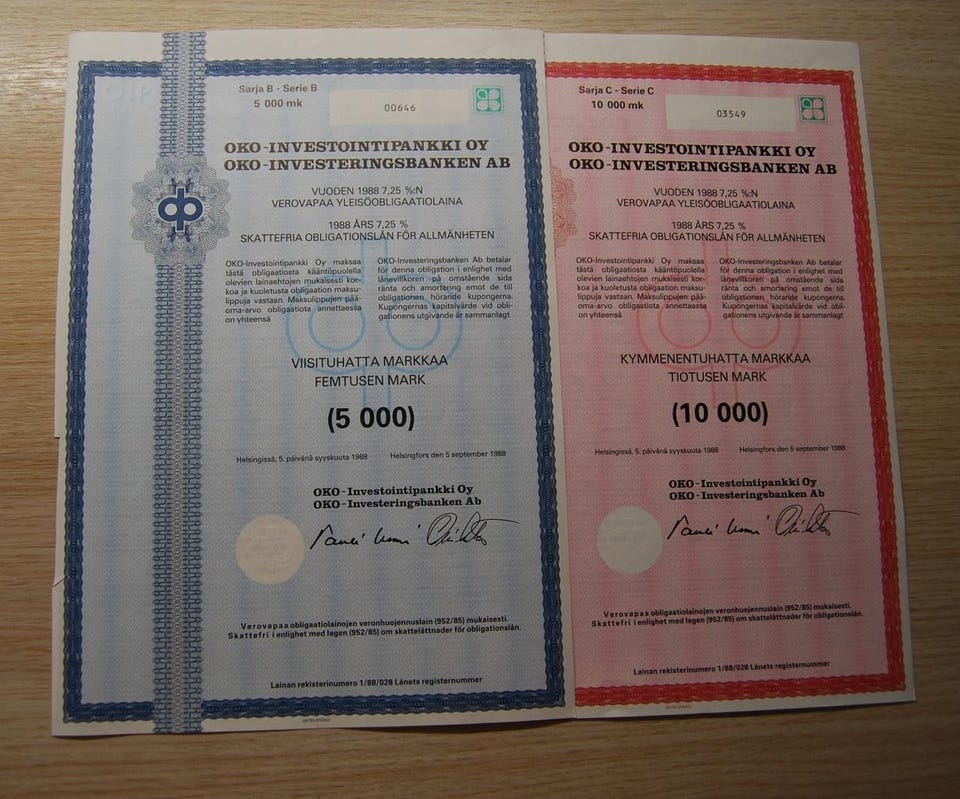 Sarja B - Serie B
5 000 mk
00646
OKO-INVESTOINTIPANKKI OY
OKO-INVESTERINGSBANKEN AB
VUODEN 1988 7,25 %:N
VEROVAPAA YLEISÖOBLIGAATIOLAINA
1988 ÅRS 7,25 %
SKATTEFRIA OBLIGATIONSLÅN FÖR ALLMÄNHETEN
OKO-Investointipankki Oy maksaa
tästä obligaatiosta kääntöpuolella
olevien lainaehtojen mukaisesti kor-
koa ja kuoletusta obligaation maksu-
lippuja vastaan. Maksulippujen pää-
oma-arvo obligaatiota annettaessa
on yhteensä
OKO-Investeringsbanken Ab betalar
för denna obligation i enlighet med
lånevillkoren på omstående sida
ränta och amortering emot de till
obligationen hörande kupongerna.
Kupongernas kapitalvärde vid obli-
gationens utgivande är sammanlagt
VIISITUHATTA MARKKAA
FEMTUSEN MARK
(5 000)
Helsingissä, 5. päivänä syyskuuta 1988
Helsingfors den 5 september 1988
OKO-Investointipankki Oy
OKO-Investeringsbanken Ab
Verovapaa obligaatiolainojen veronhuojennuslain (952/85) mukaisesti.
Skattefri i enlighet med lagen (952/85) om skattelättnader för obligationslån.
Lainan rekisterinumero 1/88/028 Lånets registernummer
Sarja C - Serie C
10 000 mk
03549
OKO-INVESTOINTIPANKKI OY
OKO-INVESTERINGSBANKEN AB
VUODEN 1988 7,25 %:N
VEROVAPAA YLEISÖOBLIGAATIOLAINA
1988 ÅRS 7,25 %
SKATTEFRIA OBLIGATIONSLÅN FÖR ALLMÄNHETEN
OKO-Investointipankki Oy maksaa
tästä obligaatiosta kääntöpuolella
olevien lainaehtojen mukaisesti kor-
koa ja kuoletusta obligaation maksu-
lippuja vastaan. Maksulippujen pää-
oma-arvo obligaatiota annettaessa
on yhteensä
OKO-Investeringsbanken Ab betalar
för denna obligation i enlighet med
lånevillkoren på omstående sida
ränta och amortering emot de till
obligationen hörande kupongerna.
Kupongernas kapitalvärde vid obli-
gationens utgivande är sammanlagt
KYMMENENTUHATTA MARKKAA
TIOTUSEN MARK
(10 000)
Helsingissä, 5. päivänä syyskuuta 1988
Helsingfors den 5 september 1988
OKO-Investointipankki Oy
OKO-Investeringsbanken Ab
Verovapaa obligaatiolainojen veronhuojennuslain (952/85) mukaisesti.
Skattefri i enlighet med lagen (952/85) om skattelättnader för obligationslån.
Lainan rekisterinumero 1/88/028 Lånets registernummer